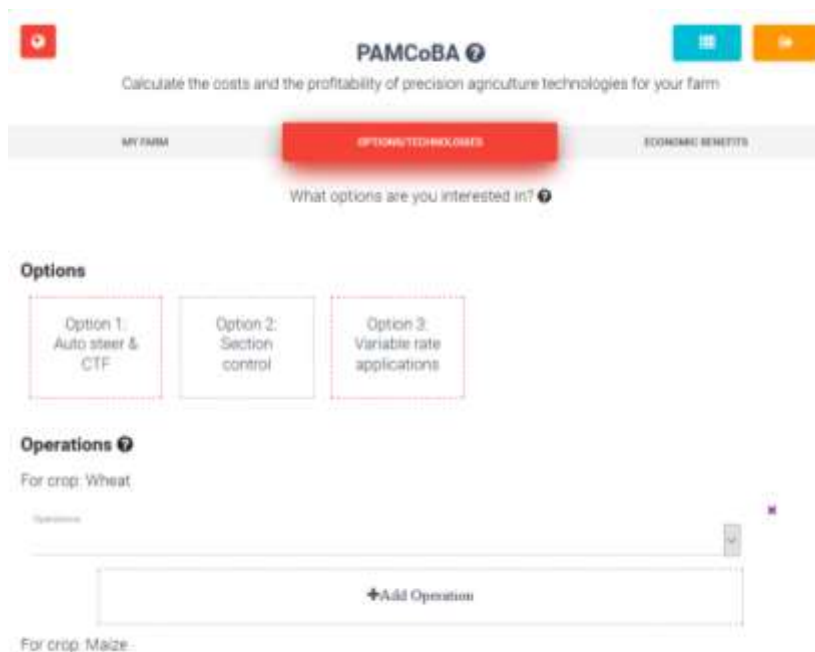 PAMCoBA
Calculate the costs and the profitability of precision agriculture technologies for your farm
MY FARM
OPTIONS/TECHNOLOGIES
ECONOMIC BENEFITS
What options are you interested in?
Options
Option 1:
Auto steer &
CTF
Option 2:
Section
control
Option 3:
Variable rate
applications
Operations
For crop: Wheat
Operations
+Add Operation
For crop: Maize